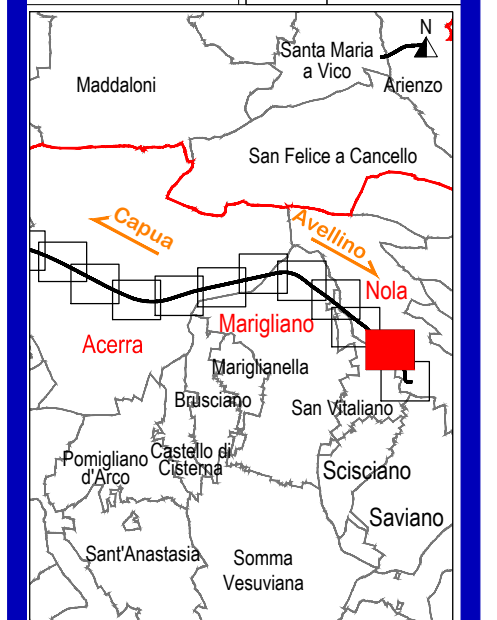 N
Santa Maria
a Vico
Maddaloni
Arienzo
San Felice a Cancello
Capua
Avellino
Nola
Marigliano
Acerra
Mariglianella
Brusciano
San Vitaliano
Castello di
Cisterna
Pomigliano
d'Arco
Scisciano
Saviano
Sant'Anastasia
Somma
Vesuviana